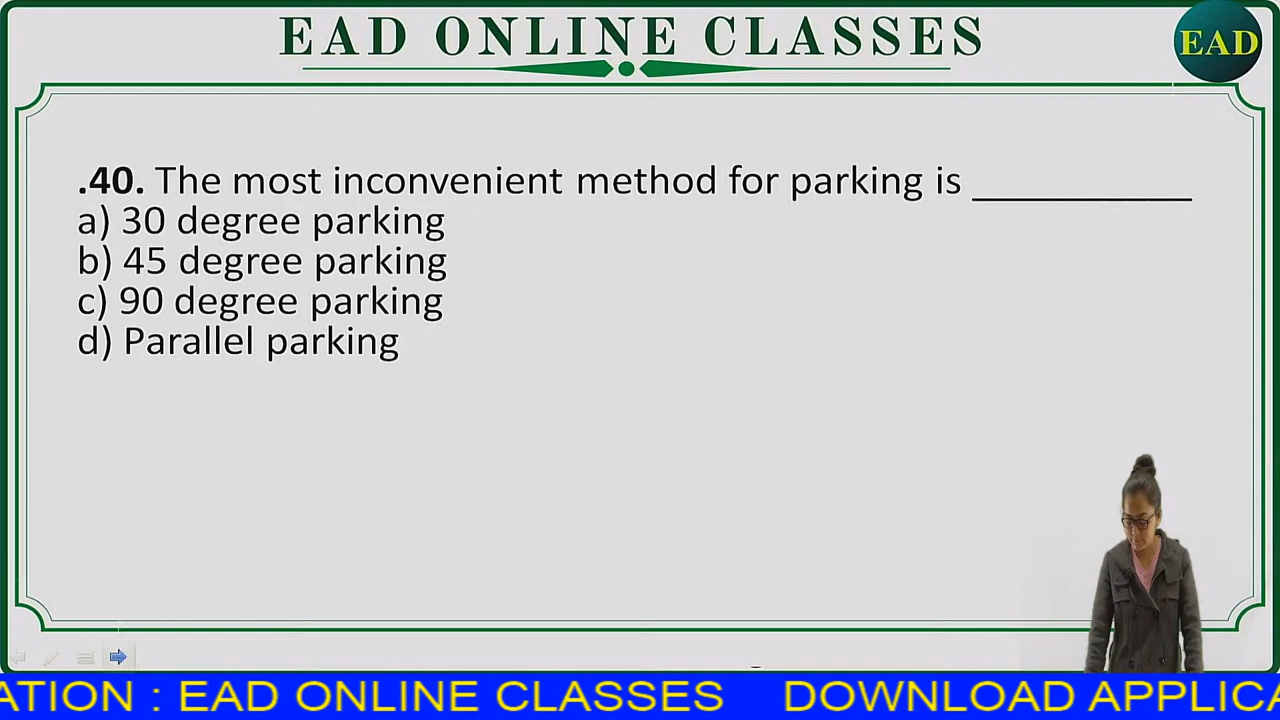 EAD ONLINE CLASSES
EAD
.40. The most inconvenient method for parking is ___________
a) 30 degree parking
b) 45 degree parking
c) 90 degree parking
d) Parallel parking
ATION : EAD ONLINE CLASSES DOWNLOAD APPLICA